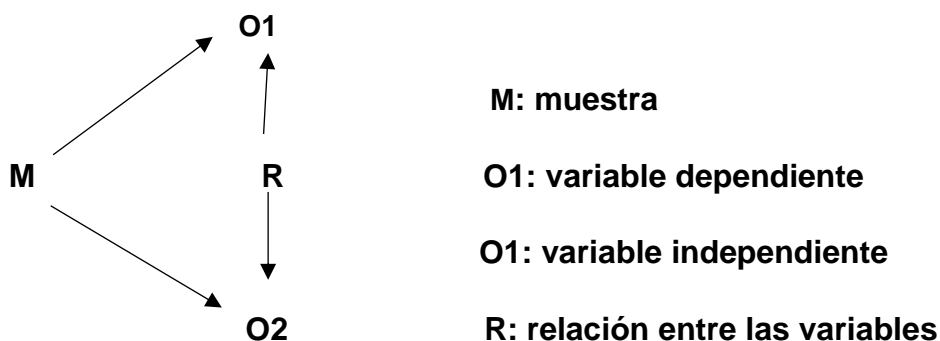 O1
M: muestra
M R O1: variable dependiente
O1: variable independiente
O2 R: relación entre las variables